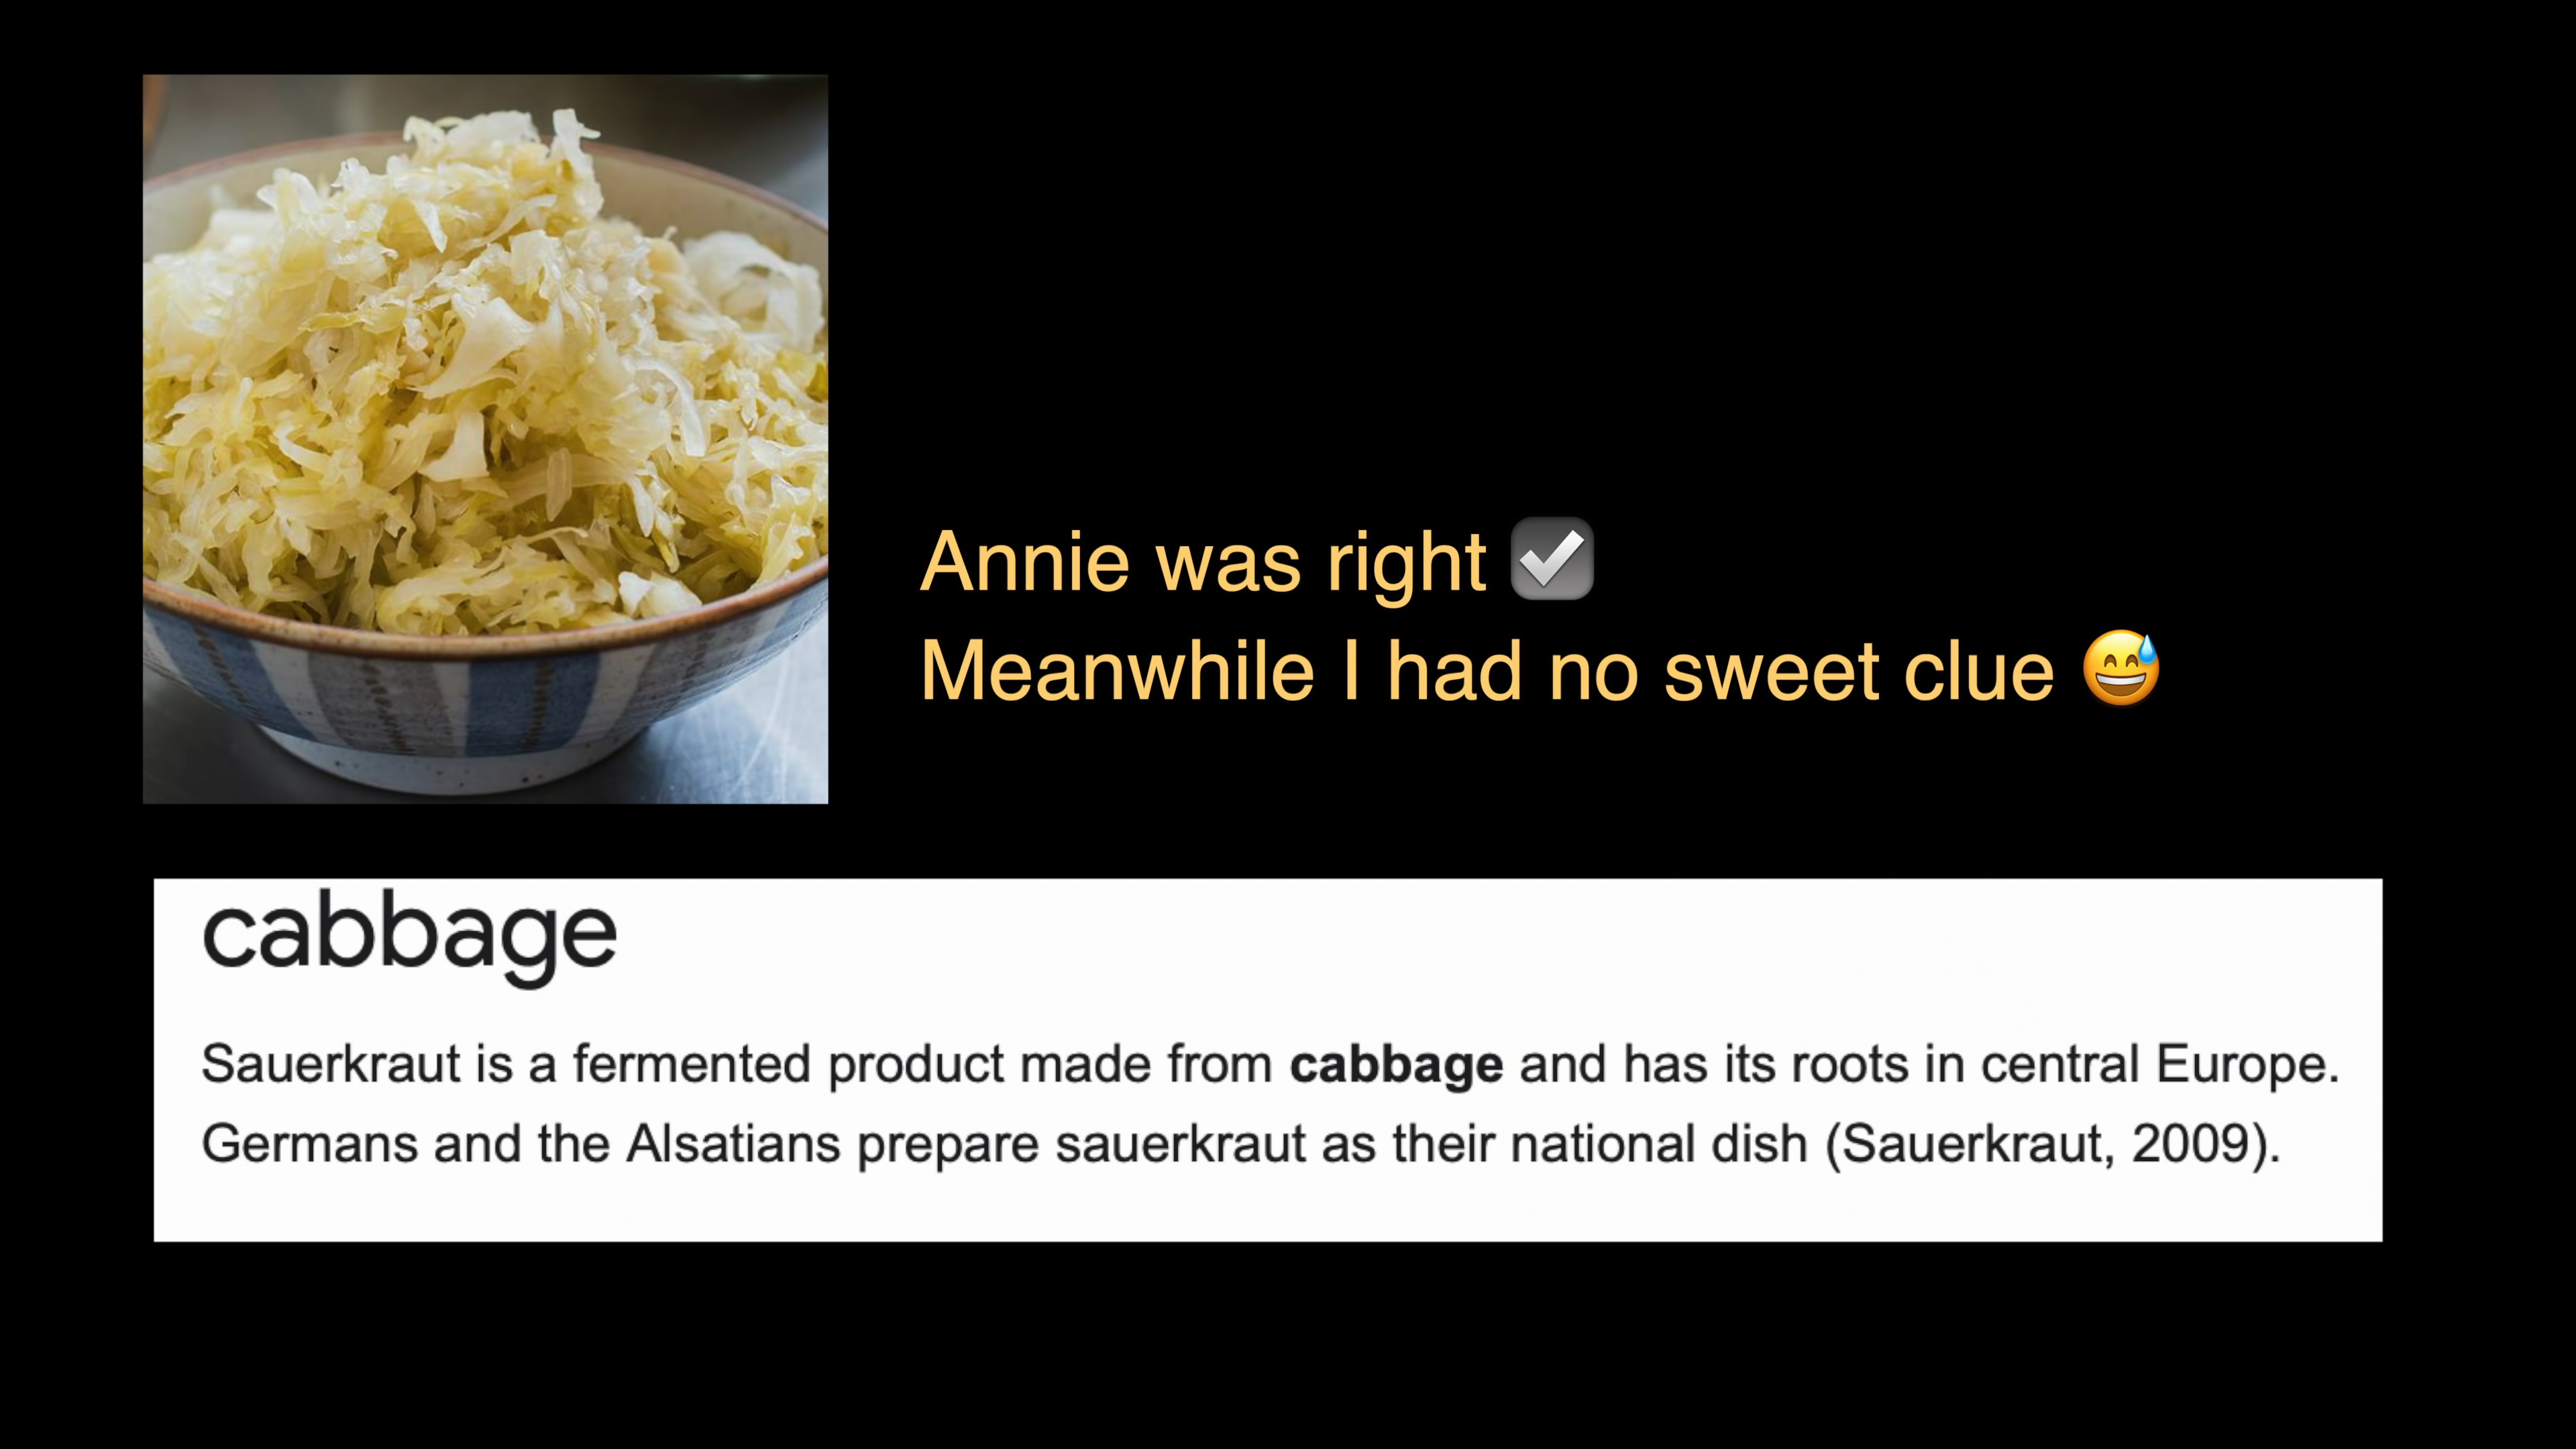 Annie was right ☑️
Meanwhile I had no sweet clue 😅
cabbage
Sauerkraut is a fermented product made from cabbage and has its roots in central Europe.
Germans and the Alsatians prepare sauerkraut as their national dish (Sauerkraut, 2009).